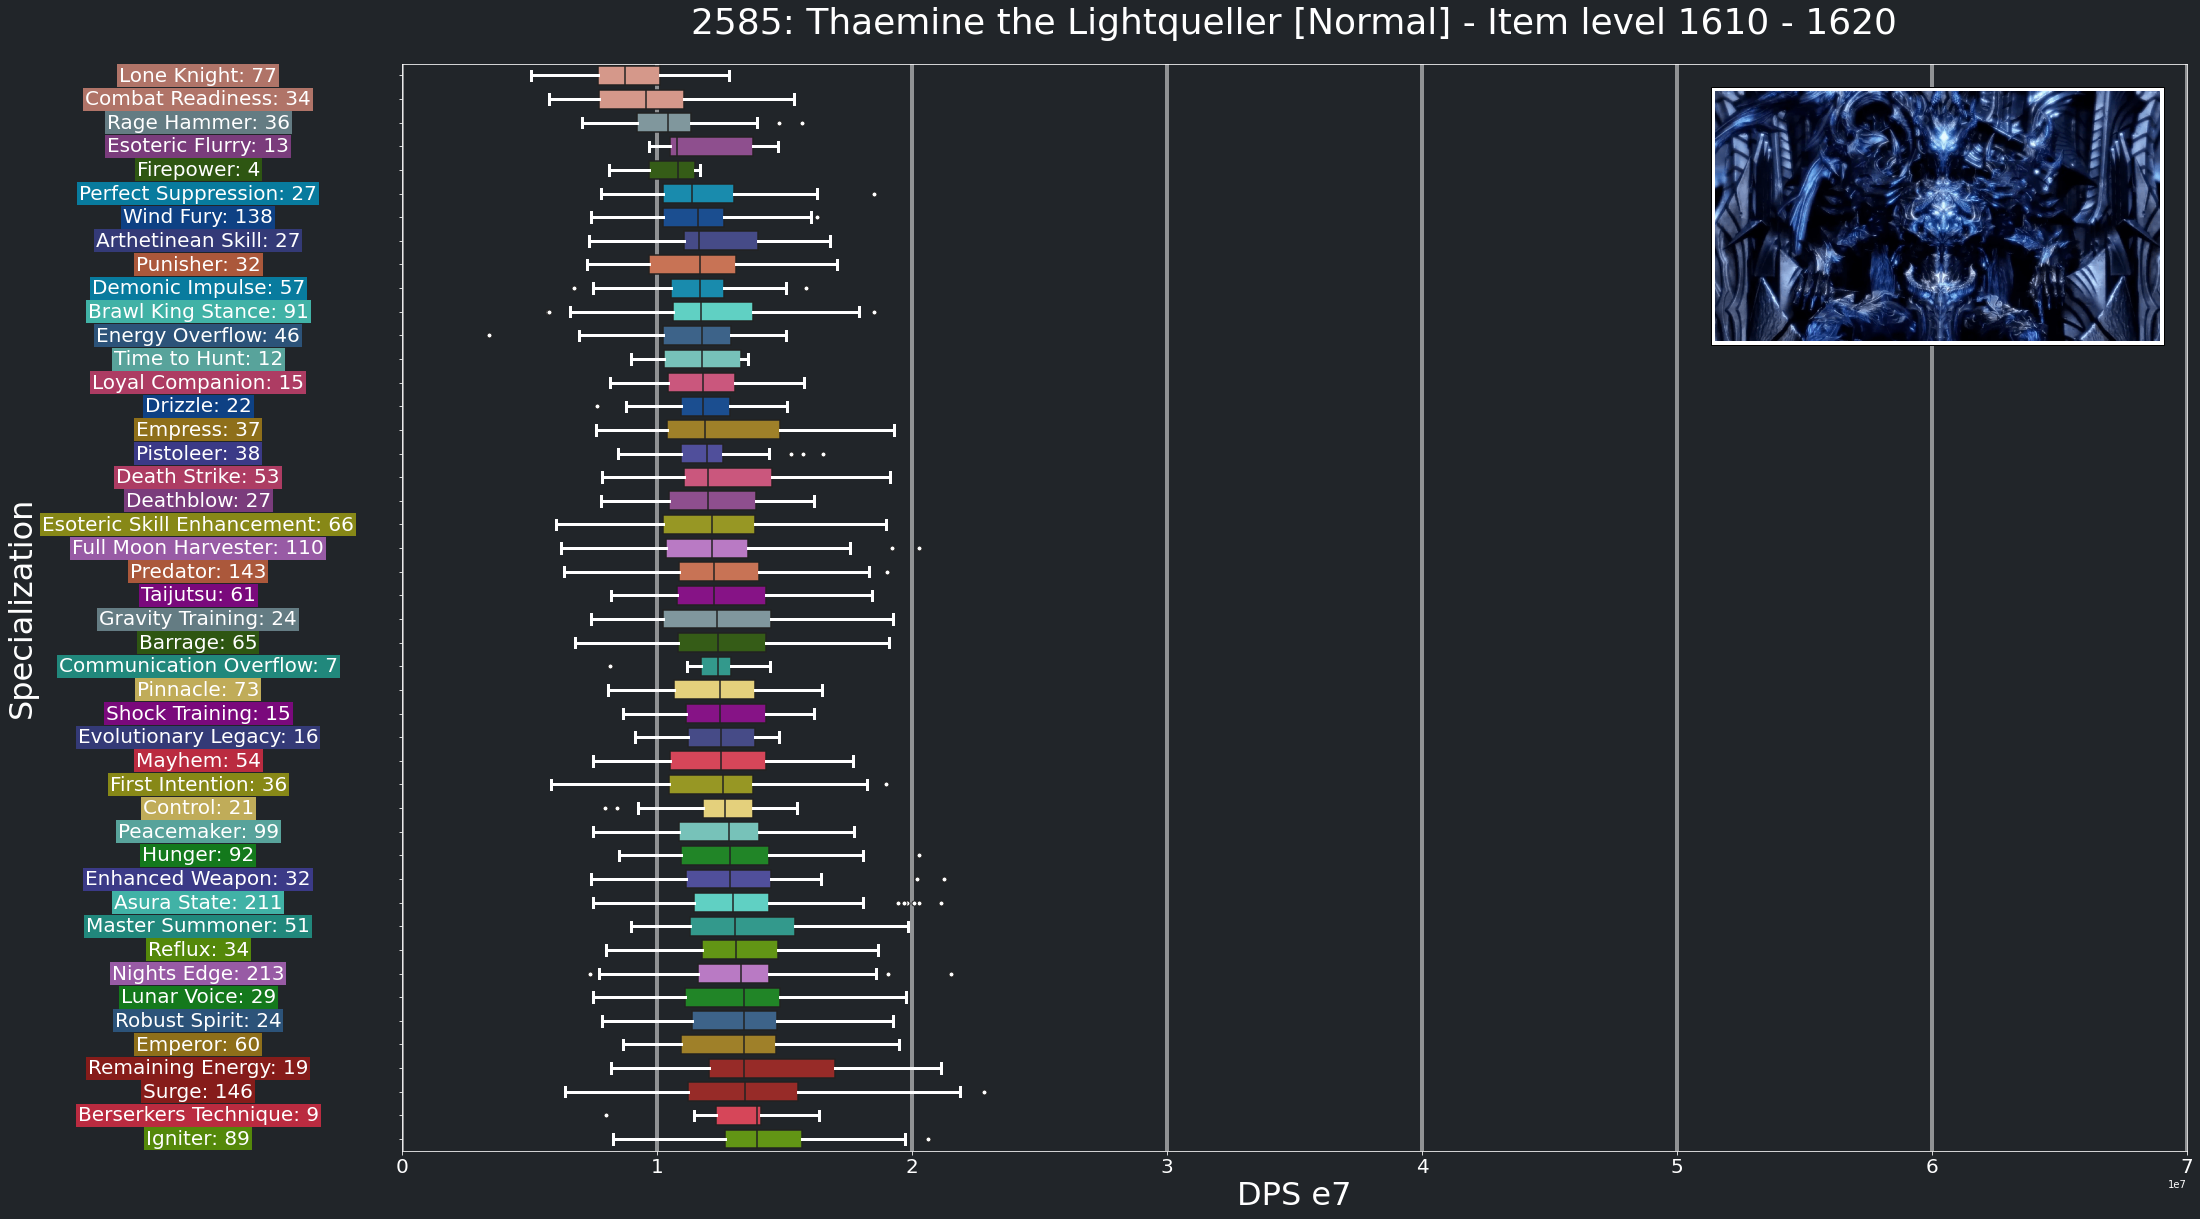 2585: Thaemine the Lightqueller [Normal] - Item level 1610 - 1620
Specialization
Lone Knight: 77
Combat Readiness: 34
Rage Hammer: 36
Esoteric Flurry: 13
Firepower: 4
Perfect Suppression: 27
Wind Fury: 138
Arthetinean Skill: 27
Punisher: 32
Demonic Impulse: 57
Brawl King Stance: 91
Energy Overflow: 46
Time to Hunt: 12
Loyal Companion: 15
Drizzle: 22
Empress: 37
Pistoleer: 38
Death Strike: 53
Deathblow: 27
Esoteric Skill Enhancement: 66
Full Moon Harvester: 110
Predator: 143
Taijutsu: 61
Gravity Training: 24
Barrage: 65
Communication Overflow: 7
Pinnacle: 73
Shock Training: 15
Evolutionary Legacy: 16
Mayhem: 54
First Intention: 36
Control: 21
Peacemaker: 99
Hunger: 92
Enhanced Weapon: 32
Asura State: 211
Master Summoner: 51
Reflux: 34
Nights Edge: 213
Lunar Voice: 29
Robust Spirit: 24
Emperor: 60
Remaining Energy: 19
Surge: 146
Berserkers Technique: 9
Igniter: 89
0 1 2 3 4 5 6 7
1e7
DPS e7